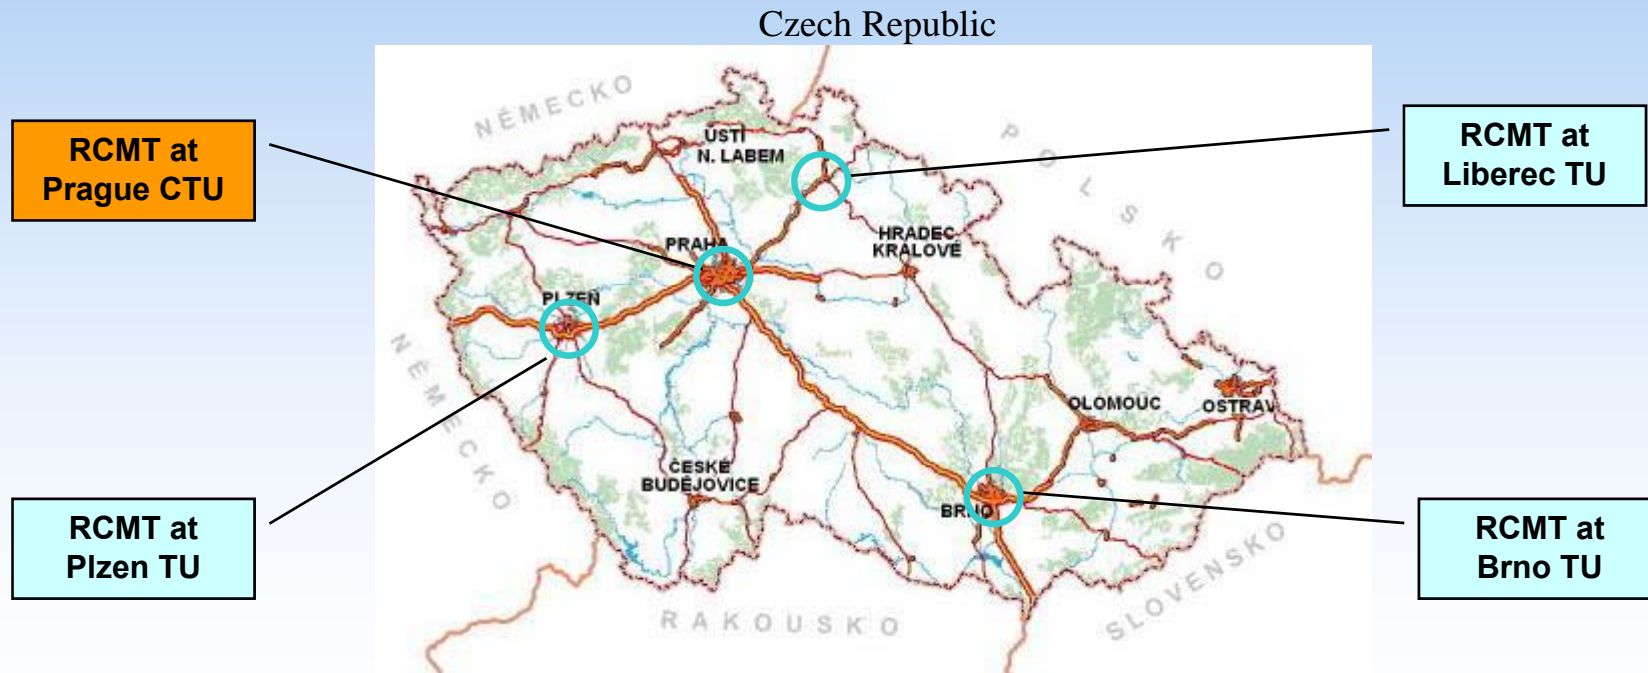 Czech Republic
NĚMECKO
POLSKO
RCMT at
Prague CTU
RCMT at
Liberec TU
ÚSTÍ
N. LABEM
PRAHA
HRADEC
KRÁLOVÉ
PLZEŇ
NĚMECKO
OLOMOUC
OSTRAV
ČESKÉ
BUDĚJOVICE
BRNO
RCMT at
Plzen TU
RCMT at
Brno TU
RAKOUSKO
SLOVENSKO